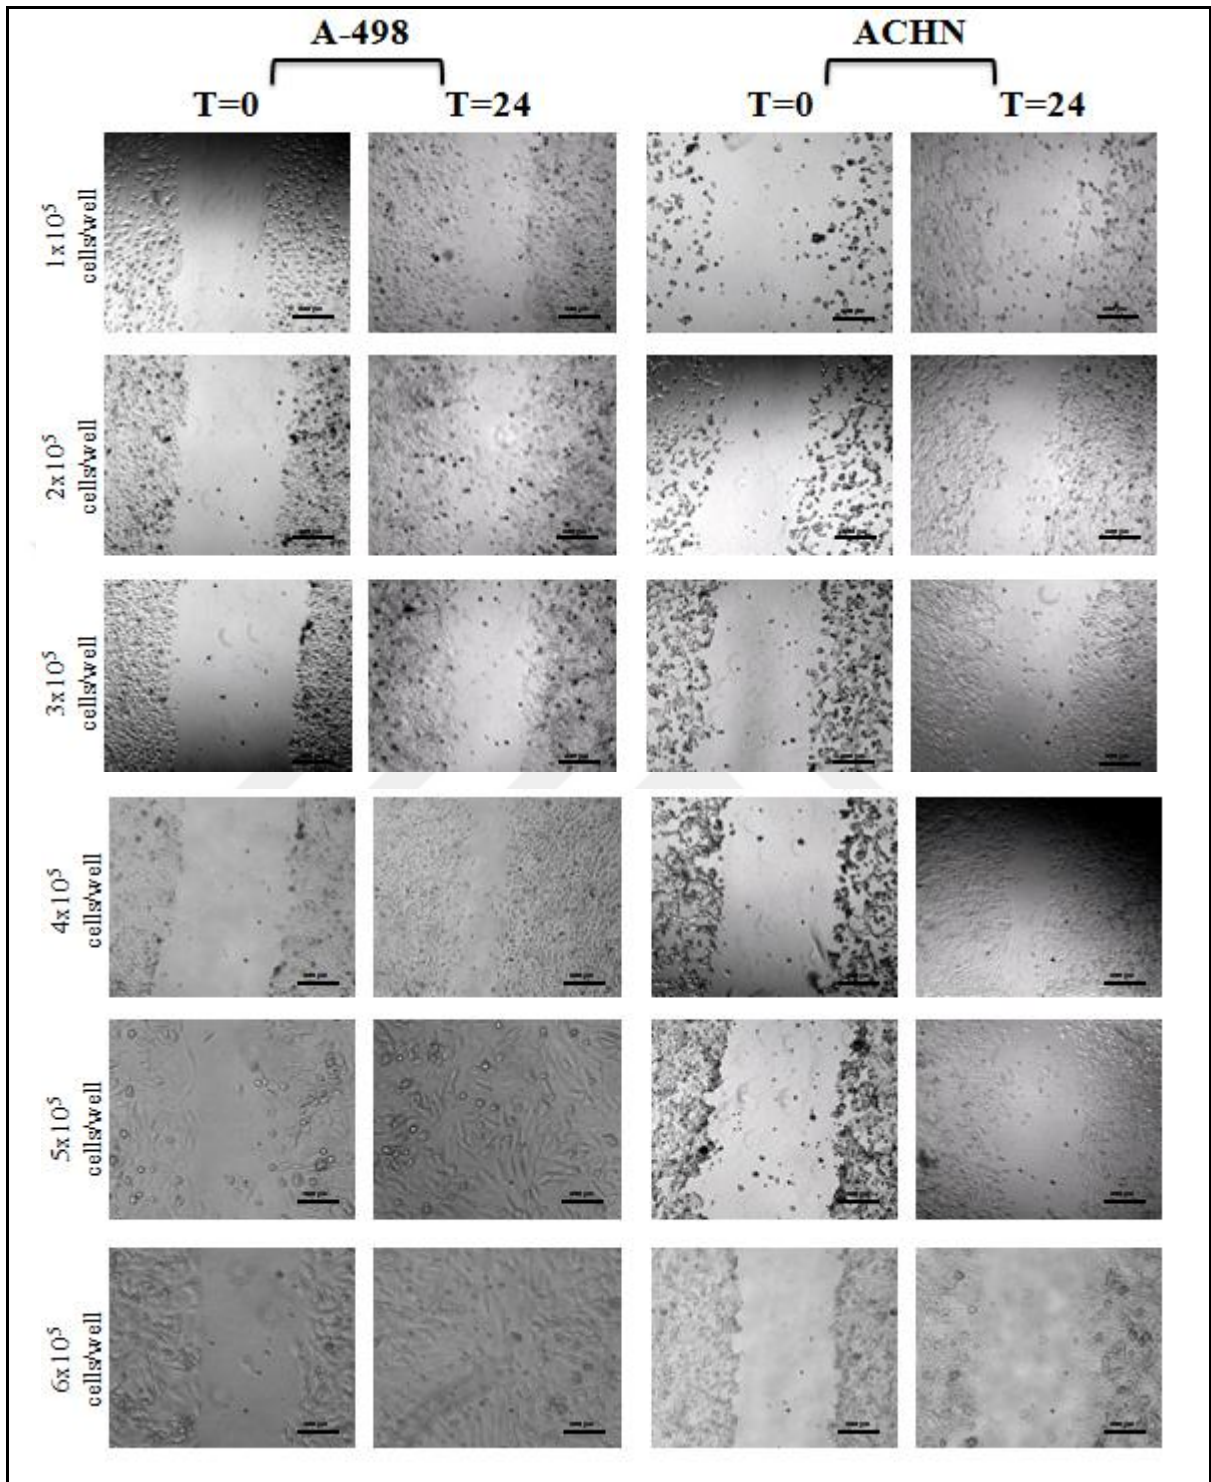 A-498 ACHN
T=0 T=24 T=0 T=24
1x10⁵
cells/well
2x10⁵
cells/well
3x10⁵
cells/well
4x10⁵
cells/well
5x10⁵
cells/well
6x10⁵
cells/well